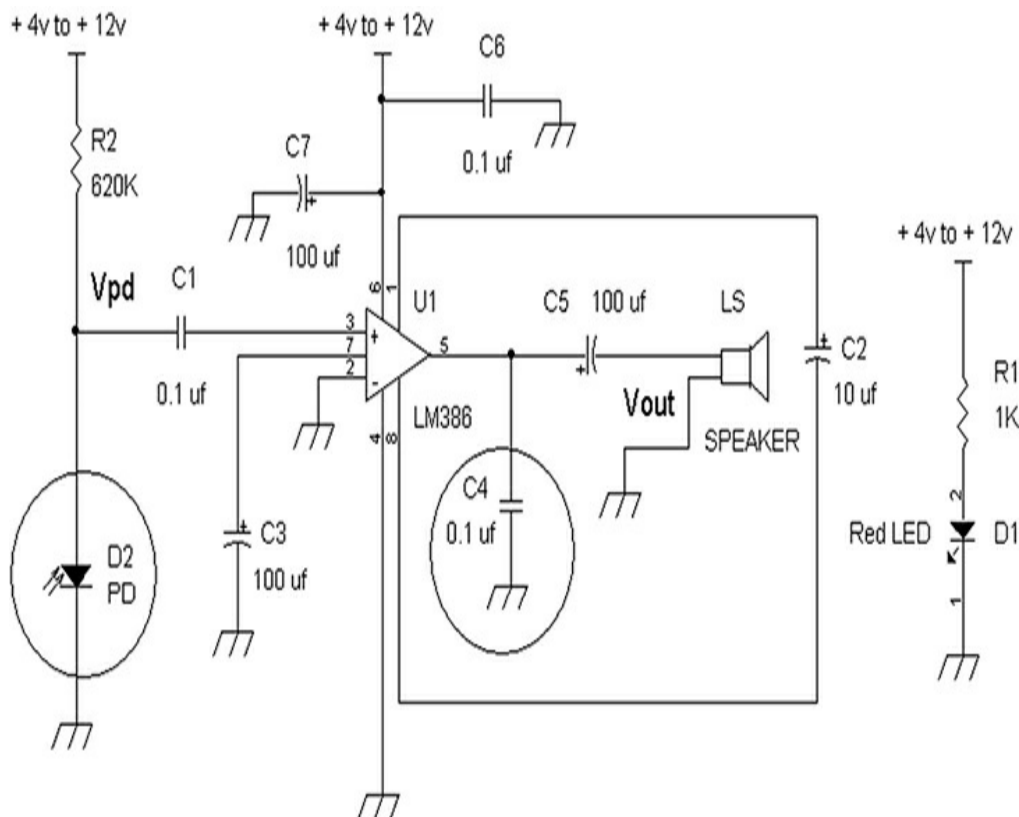 + 4v to + 12v
R2
620K
Vpd
C1
0.1 uf
D2
PD
+ 4v to + 12v
C6
0.1 uf
C7
100 uf
6
1
U1
3
+
7
2
-
5
4
8
LM386
C3
100 uf
C4
0.1 uf
C5
100 uf
Vout
LS
SPEAKER
C2
10 uf
+ 4v to + 12v
R1
1K
2
Red LED
D1
1